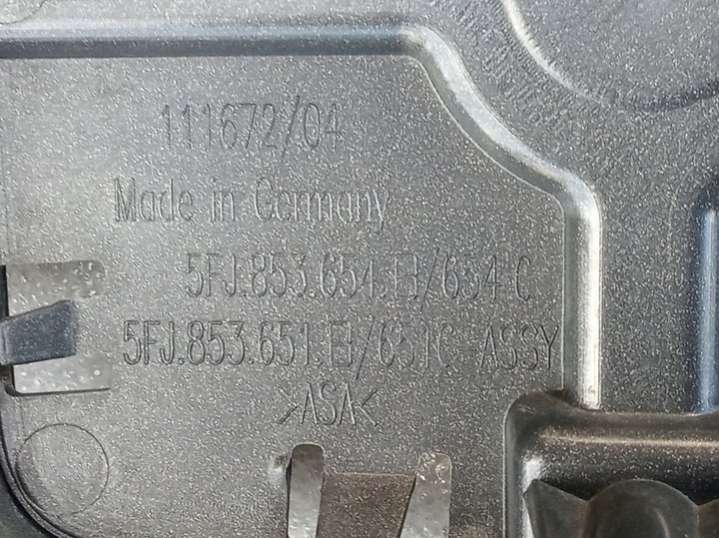 111672/04
Made in Germany
5FJ.853.654.B/654 C
5FJ.853.651.B/651C ASSY
>ASA<